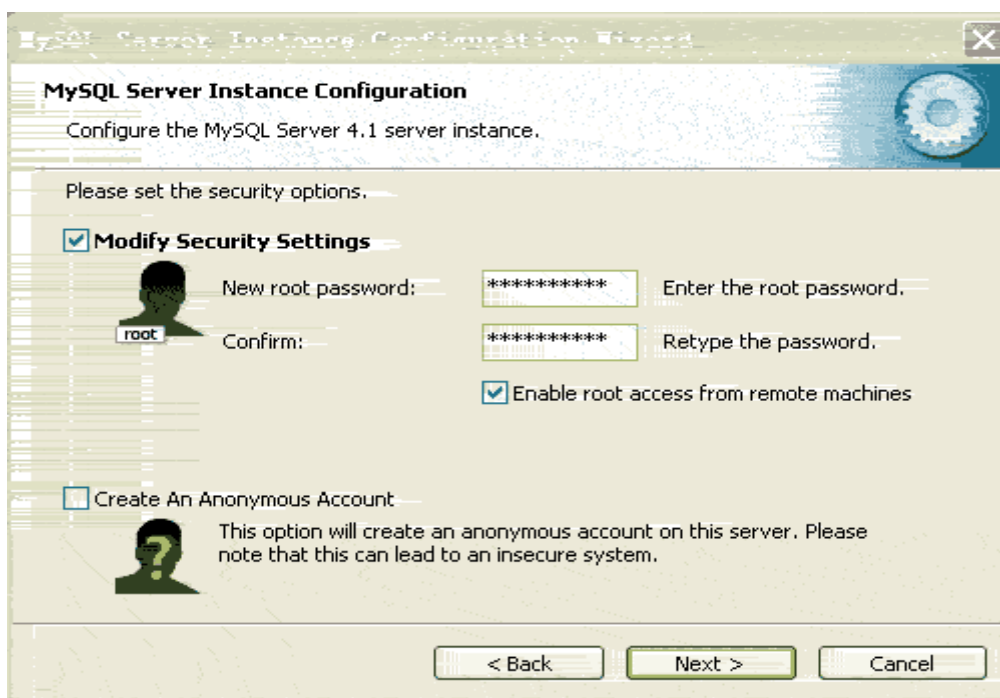 MySQL Server Instance Configuration Wizard
MySQL Server Instance Configuration
Configure the MySQL Server 4.1 server instance.
Please set the security options.
Modify Security Settings
root
New root password: ********** Enter the root password.
Confirm: ********** Retype the password.
Enable root access from remote machines
Create An Anonymous Account
?
This option will create an anonymous account on this server. Please
note that this can lead to an insecure system.
< Back Next > Cancel